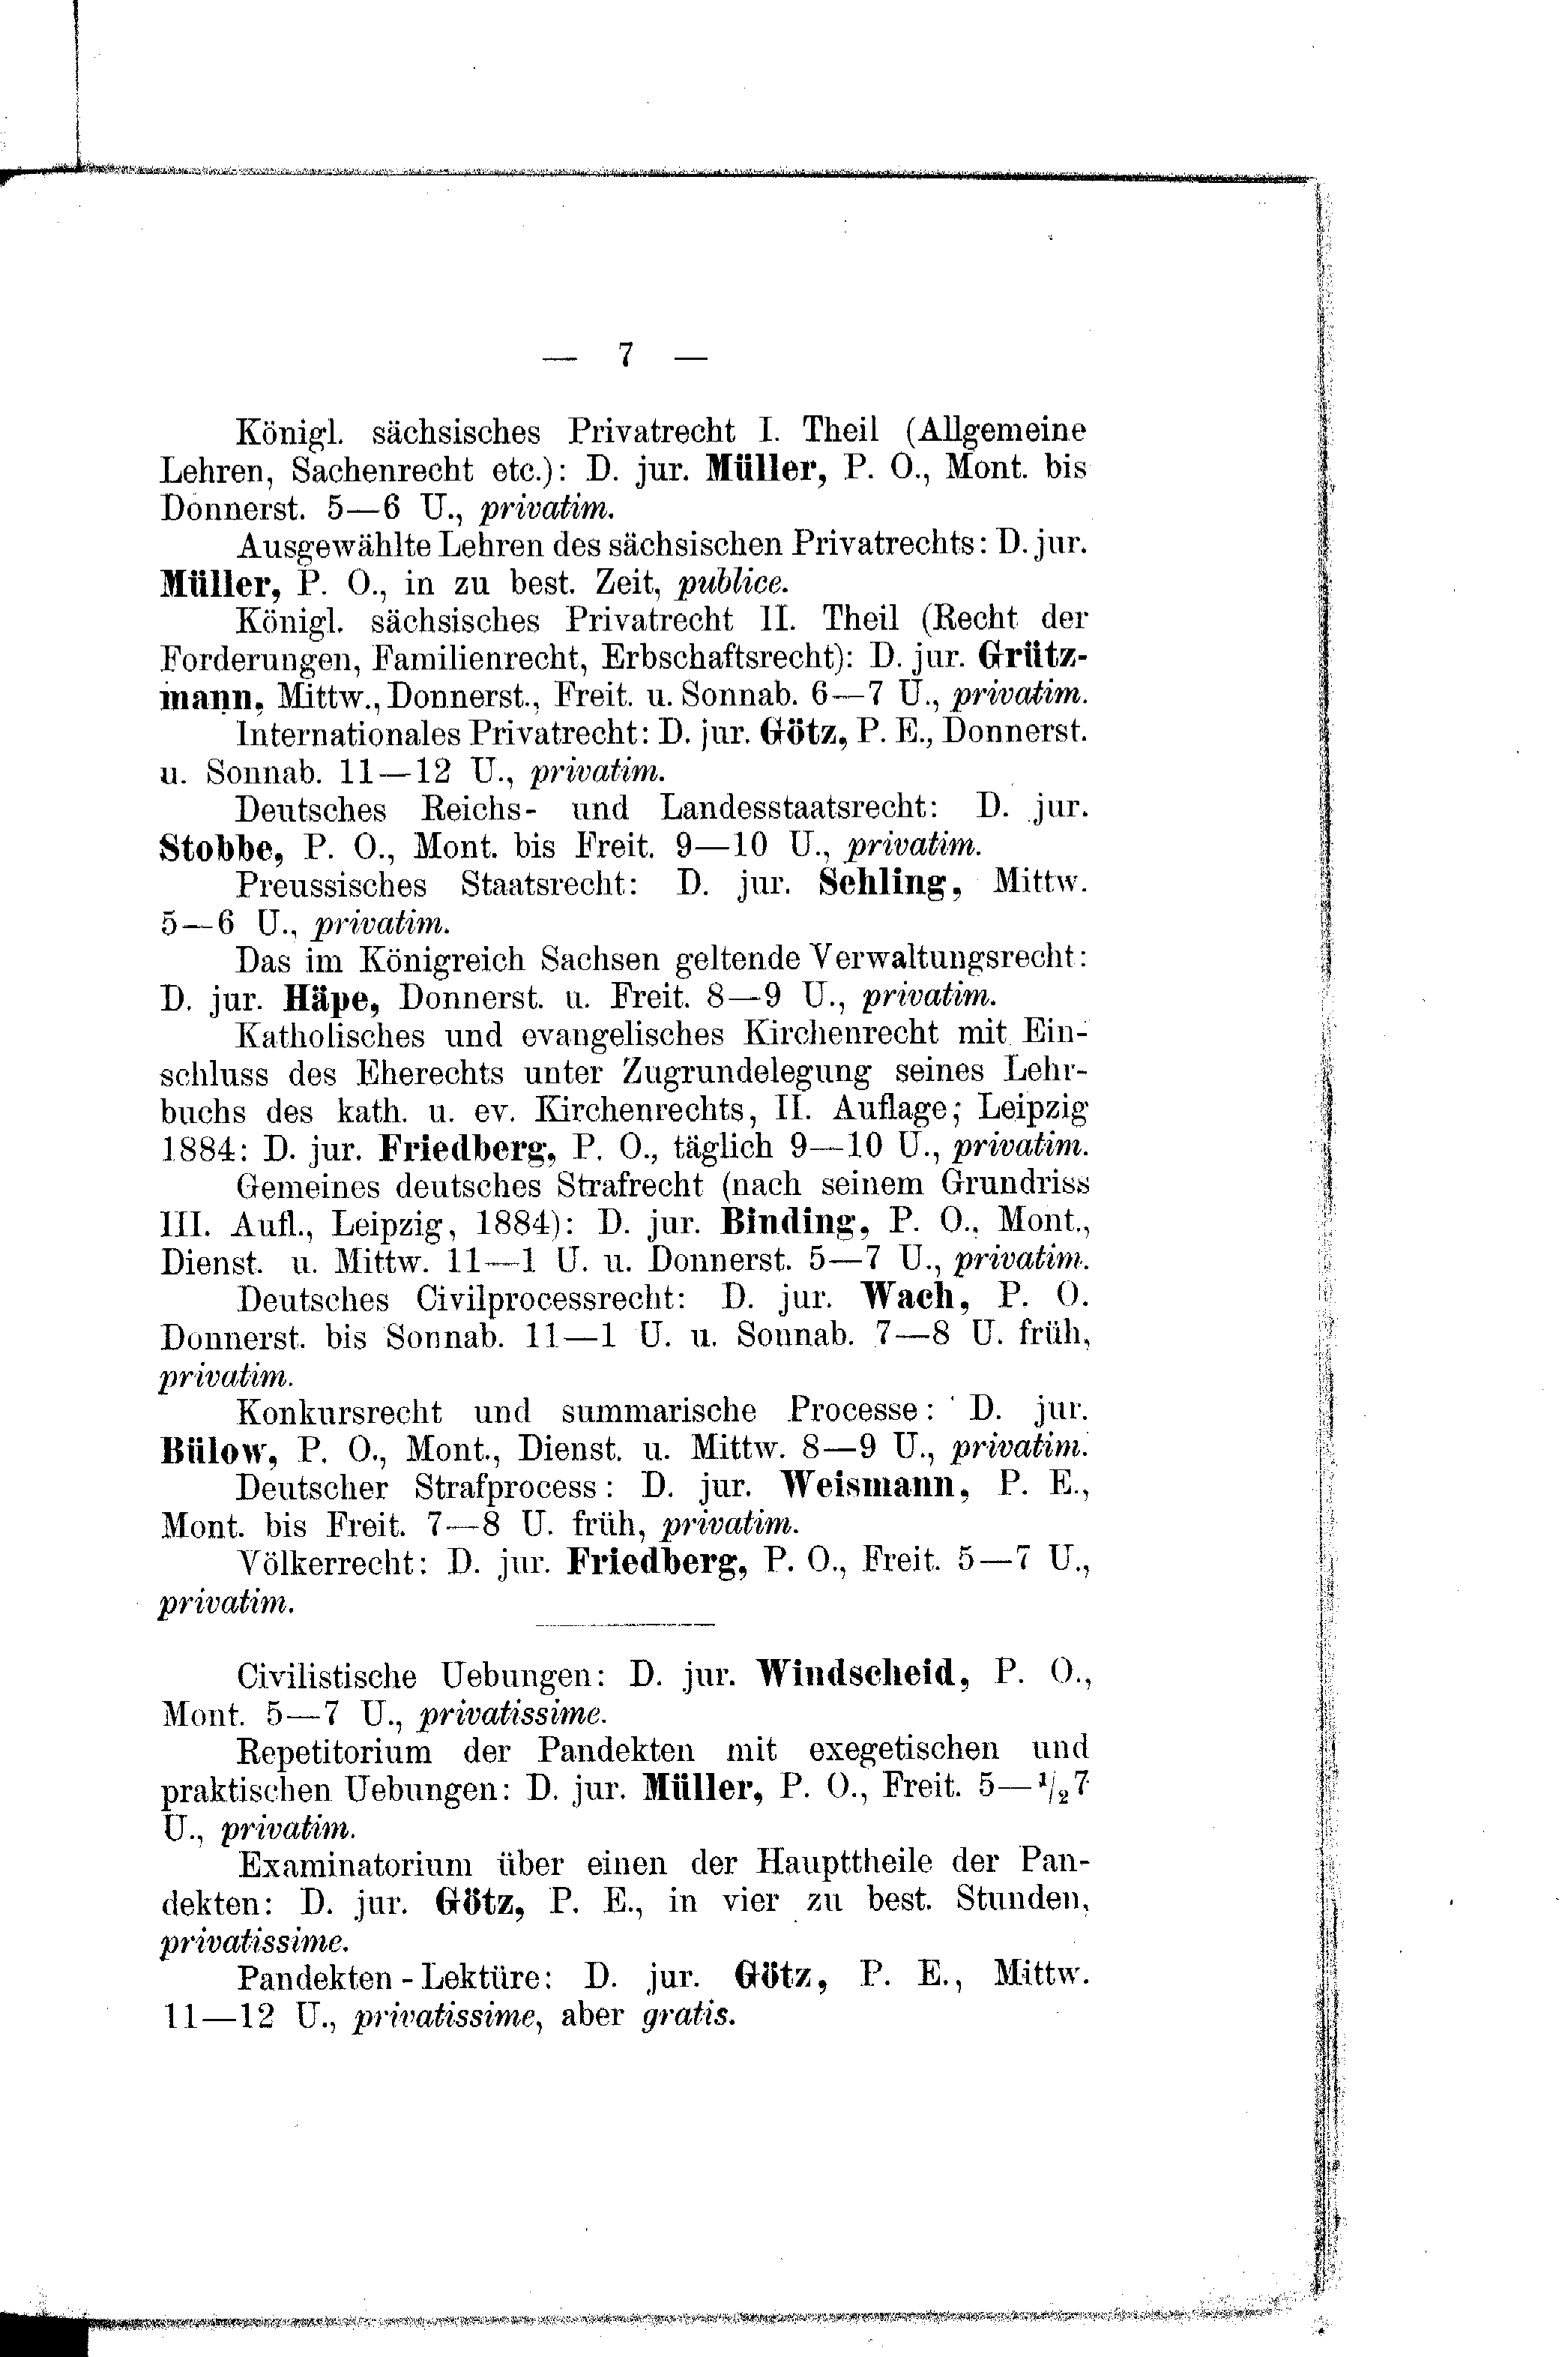 — 7 —
Königl. sächsisches Privatrecht I. Theil (Allgemeine
Lehren, Sachenrecht etc.): D. jur. Müller, P. O., Mont. bis
Donnerst. 5—6 U., privatim.
Ausgewählte Lehren des sächsischen Privatrechts: D. jur.
Müller, P. O., in zu best. Zeit, publice.
Königl. sächsisches Privatrecht II. Theil (Recht der
Forderungen, Familienrecht, Erbschaftsrecht): D. jur. Grütz-
mann, Mittw., Donnerst., Freit. u. Sonnab. 6—7 U., privatim.
Internationales Privatrecht: D. jur. Götz, P. E., Donnerst.
u. Sonnab. 11—12 U., privatim.
Deutsches Reichs- und Landesstaatsrecht: D. jur.
Stobbe, P. O., Mont. bis Freit. 9—10 U., privatim.
Preussisches Staatsrecht: D. jur. Sehling, Mittw.
5—6 U., privatim.
Das im Königreich Sachsen geltende Verwaltungsrecht:
D. jur. Häpe, Donnerst. u. Freit. 8—9 U., privatim.
Katholisches und evangelisches Kirchenrecht mit Ein-
schluss des Eherechts unter Zugrundelegung seines Lehr-
buchs des kath. u. ev. Kirchenrechts, II. Auflage; Leipzig
1884: D. jur. Friedberg, P. O., täglich 9—10 U., privatim.
Gemeines deutsches Strafrecht (nach seinem Grundriss
III. Aufl., Leipzig, 1884): D. jur. Binding, P. O., Mont.,
Dienst. u. Mittw. 11—1 U. u. Donnerst. 5—7 U., privatim.
Deutsches Civilprocessrecht: D. jur. Wach, P. O.
Donnerst. bis Sonnab. 11—1 U. u. Sonnab. 7—8 U. früh,
privatim.
Konkursrecht und summarische Processe: D. jur.
Bülow, P. O., Mont., Dienst. u. Mittw. 8—9 U., privatim.
Deutscher Strafprocess: D. jur. Weismann, P. E.,
Mont. bis Freit. 7—8 U. früh, privatim.
Völkerrecht: D. jur. Friedberg, P. O., Freit. 5—7 U.,
privatim.
Civilistische Uebungen: D. jur. Windscheid, P. O.,
Mont. 5—7 U., privatissime.
Repetitorium der Pandekten mit exegetischen und
praktischen Uebungen: D. jur. Müller, P. O., Freit. 5—1/27
U., privatim.
Examinatorium über einen der Haupttheile der Pan-
dekten: D. jur. Götz, P. E., in vier zu best. Stunden,
privatissime.
Pandekten-Lektüre: D. jur. Götz, P. E., Mittw.
11—12 U., privatissime, aber gratis.